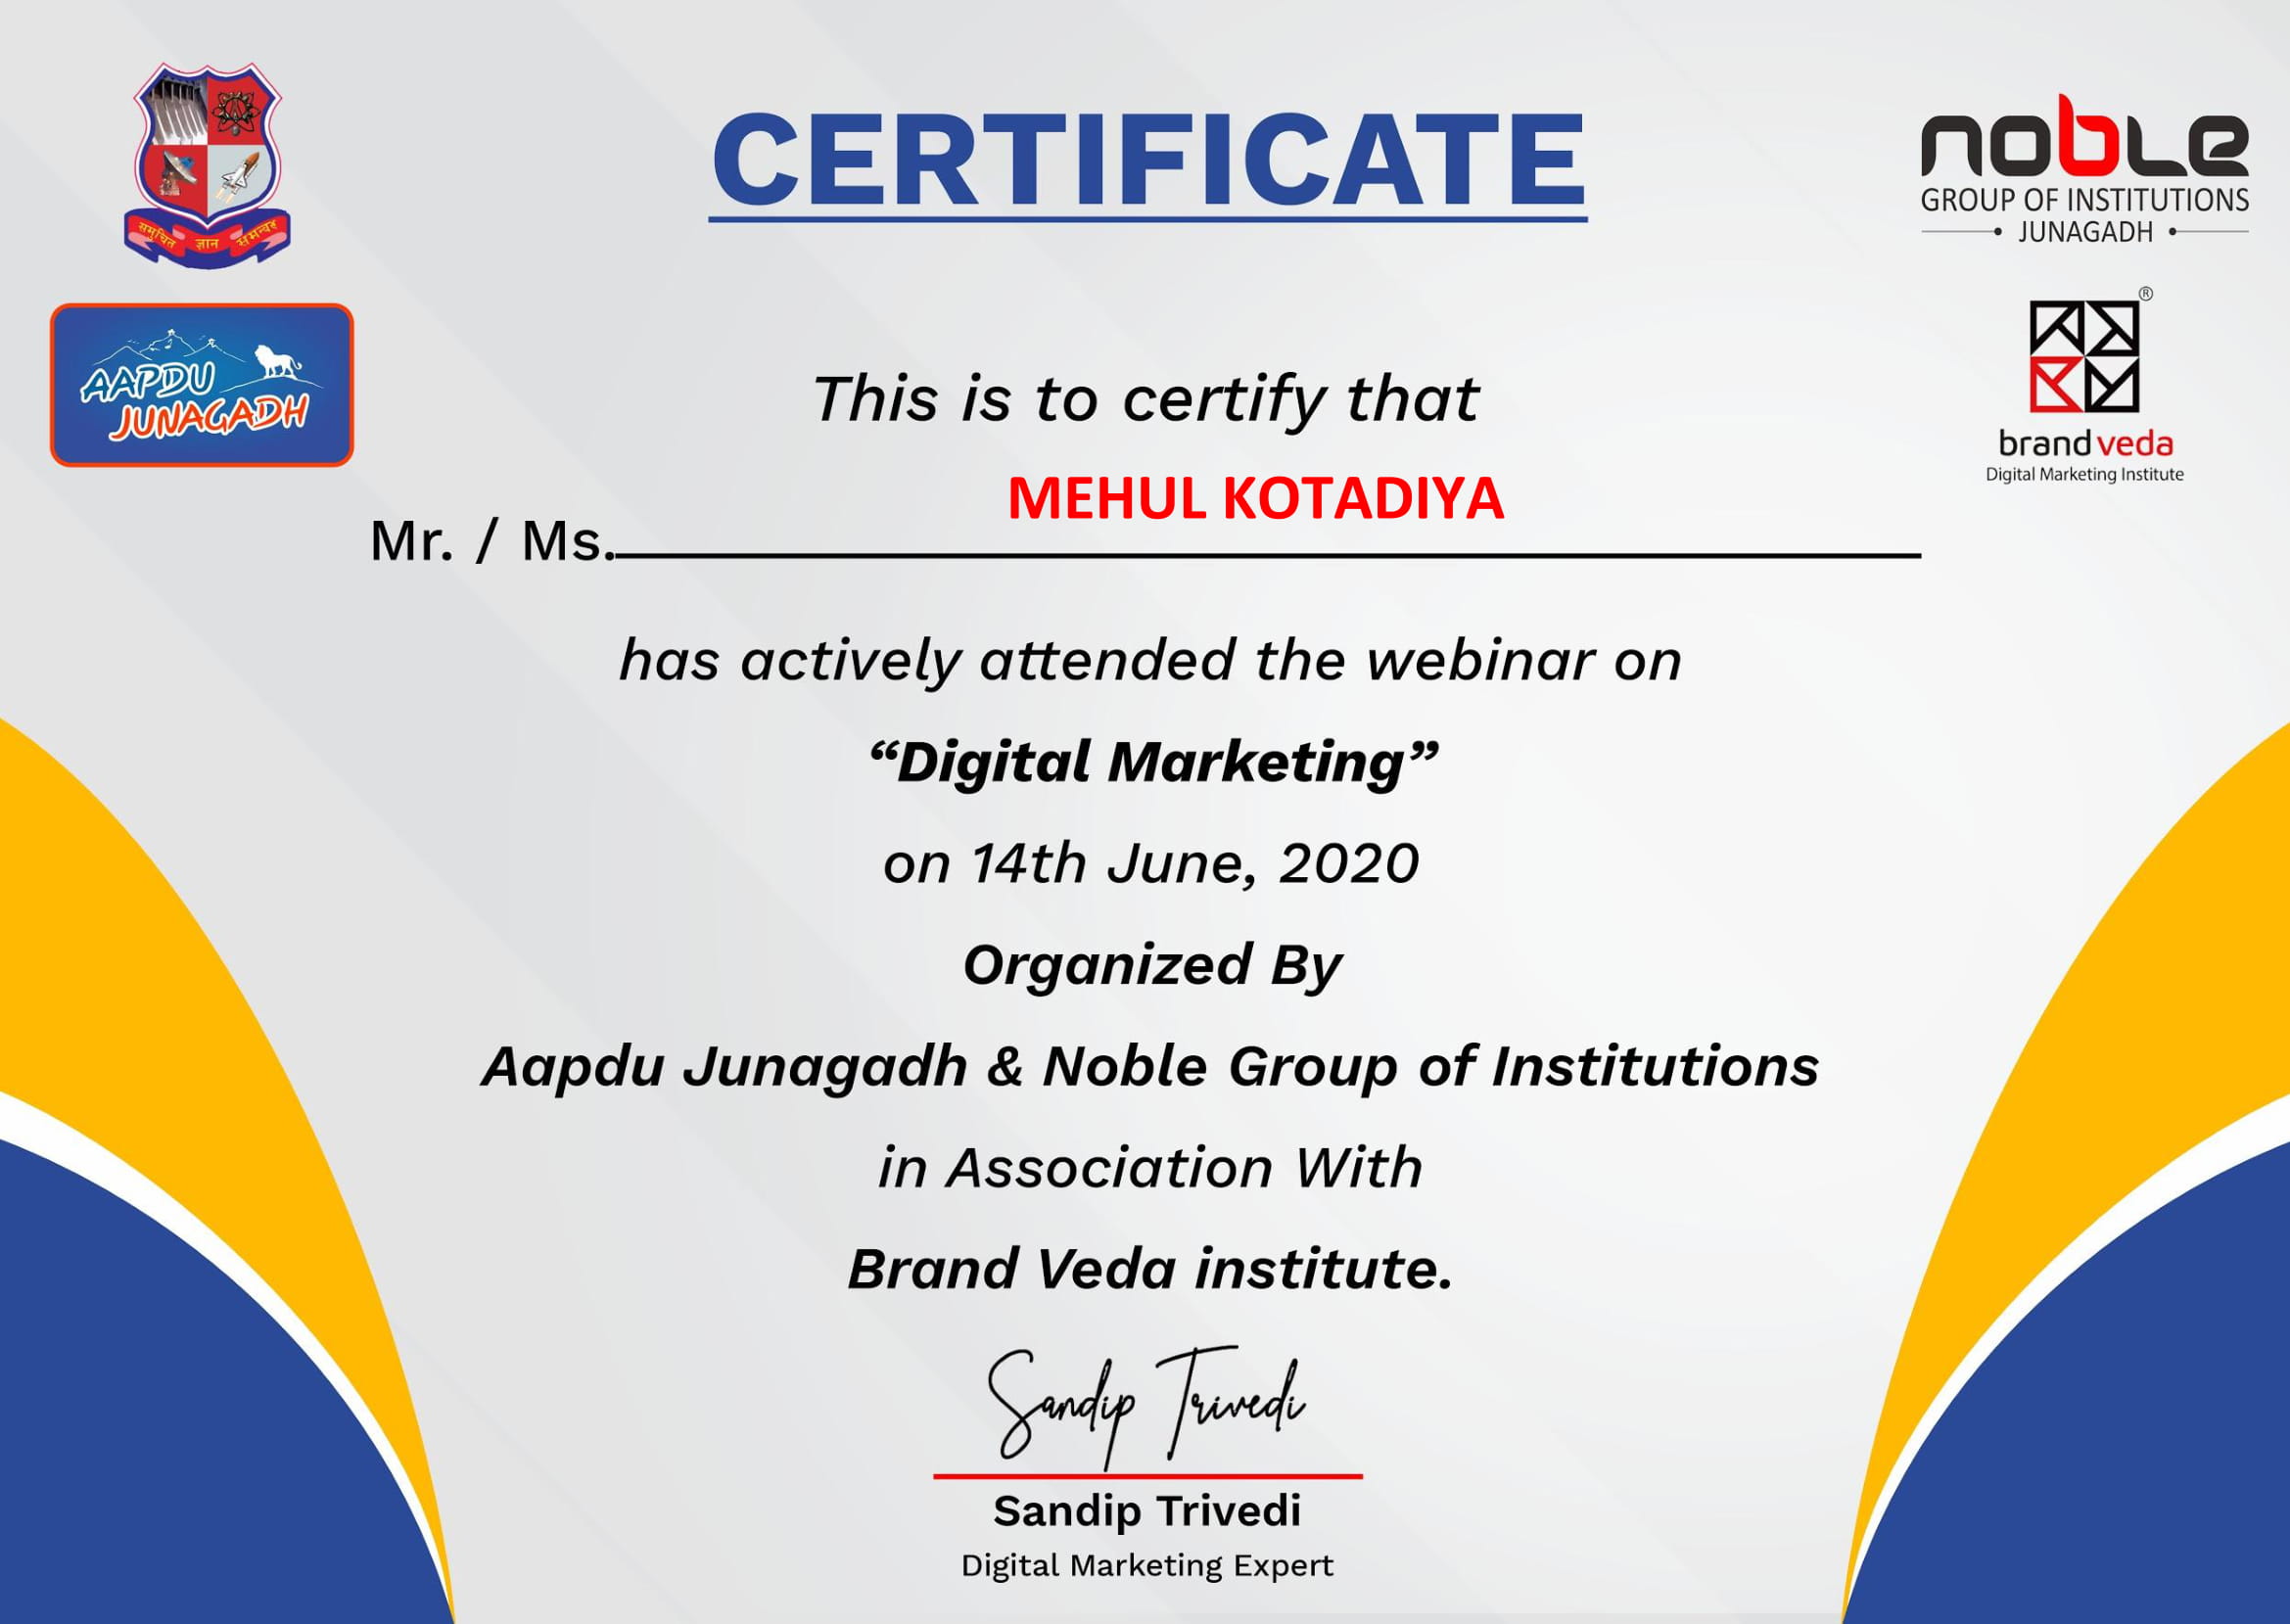 समुचित ज्ञान समन्वय
CERTIFICATE
noble
GROUP OF INSTITUTIONS
JUNAGADH
AAPDU
JUNAGADH
®
brand veda
Digital Marketing Institute
This is to certify that
MEHUL KOTADIYA
Mr. / Ms.
has actively attended the webinar on
“Digital Marketing”
on 14th June, 2020
Organized By
Aapdu Junagadh & Noble Group of Institutions
in Association With
Brand Veda institute.
Sandip Trivedi
Sandip Trivedi
Digital Marketing Expert